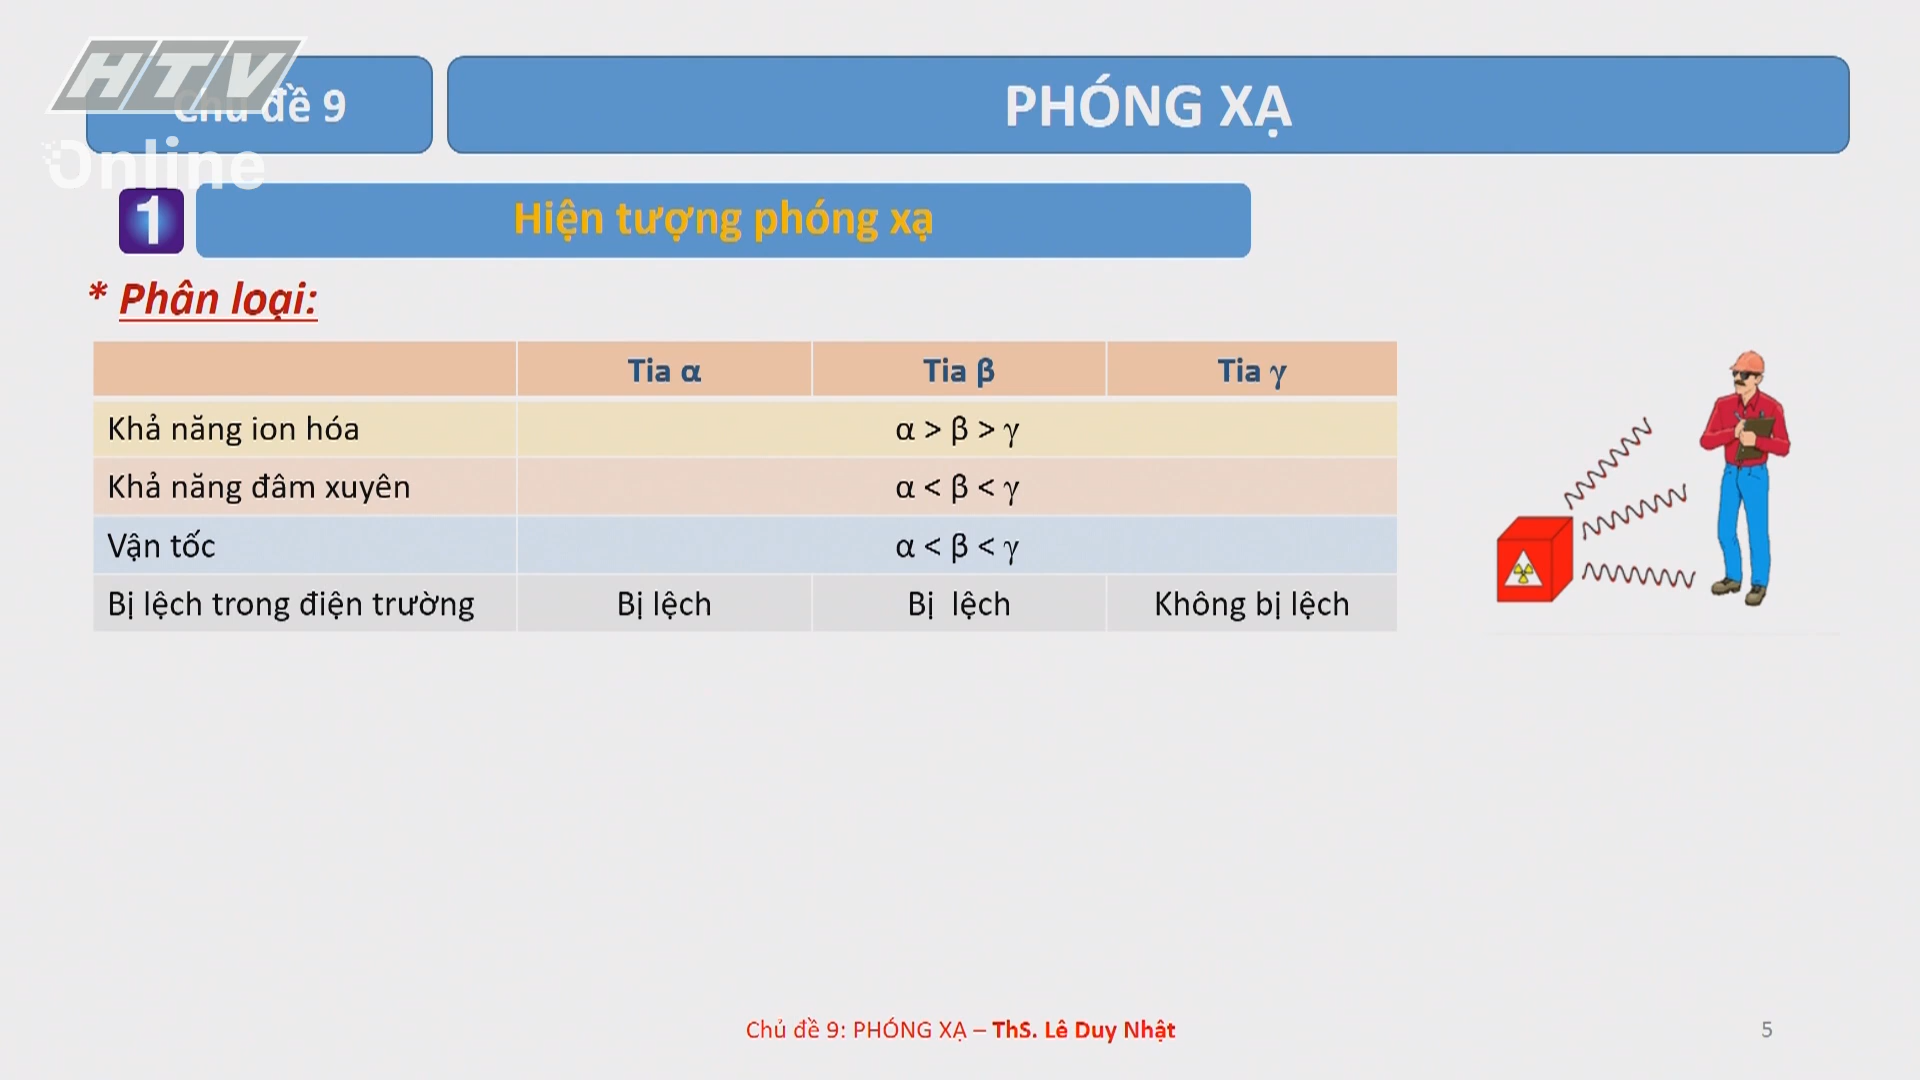 HTV
Online
Chủ đề 9
PHÓNG XẠ
1
Hiện tượng phóng xạ
* Phân loại:
Tia α Tia β Tia γ
Khả năng ion hóa α > β > γ
Khả năng đâm xuyên α < β < γ
Vận tốc α < β < γ
Bị lệch trong điện trường Bị lệch Bị lệch Không bị lệch
Chủ đề 9: PHÓNG XẠ – ThS. Lê Duy Nhật
5